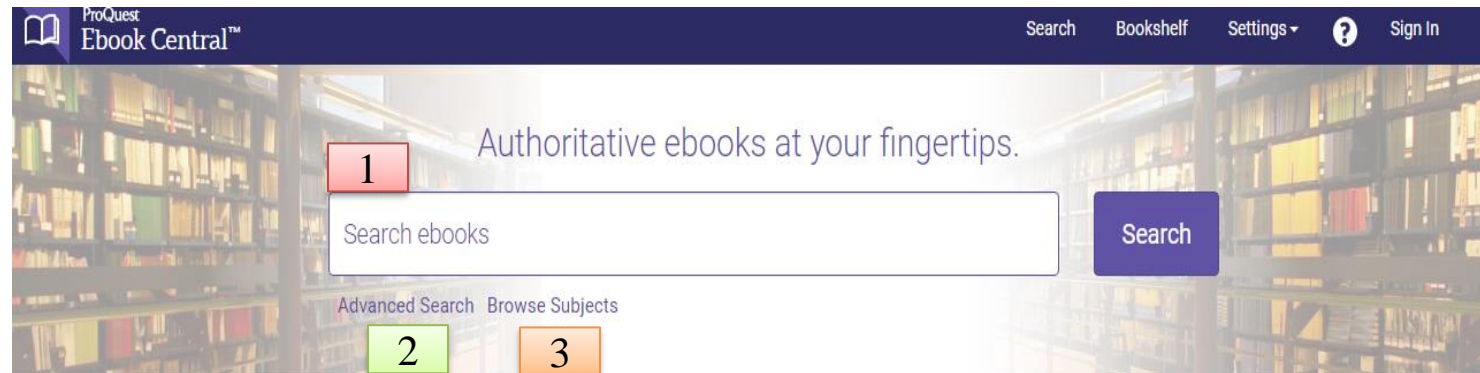 ProQuest
Ebook Central™
Search Bookshelf Settings ? Sign In
Authoritative ebooks at your fingertips.
1
Search ebooks
Search
Advanced Search Browse Subjects
2 3